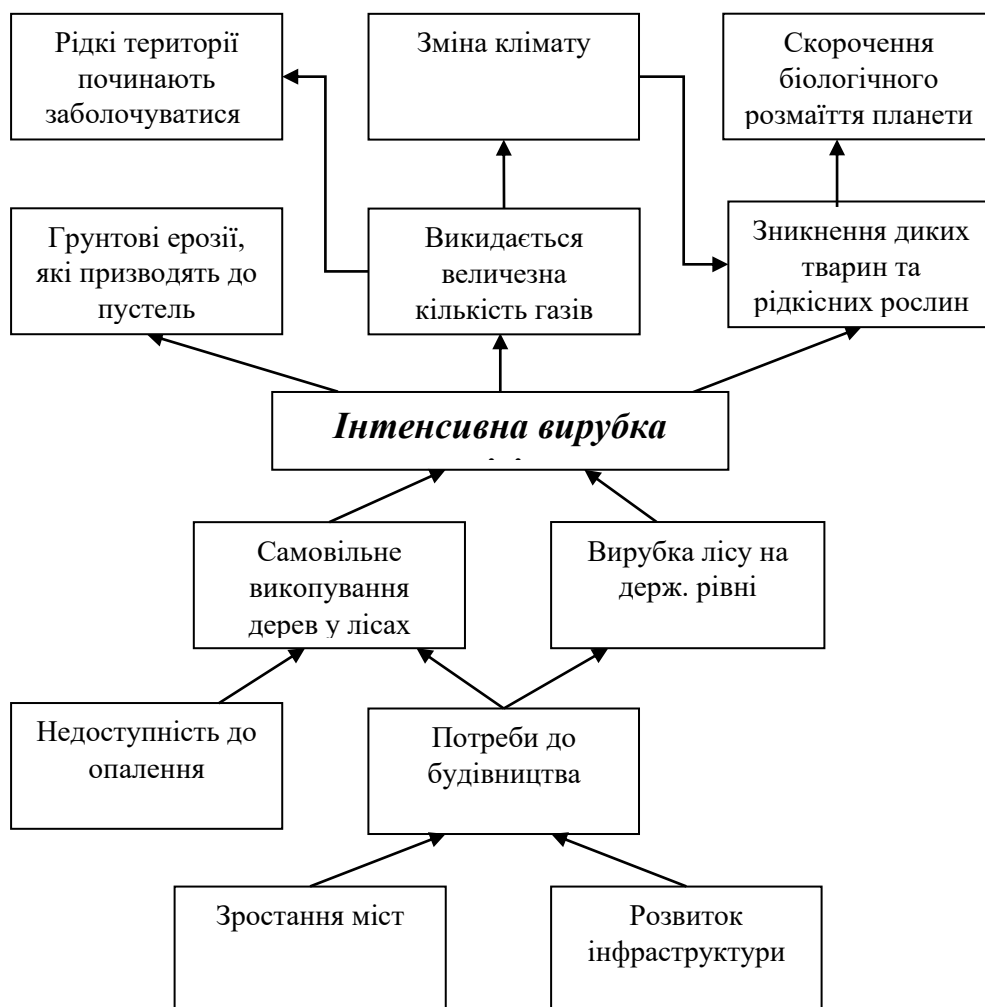 Рідкі території
починають
заболочуватися
Зміна клімату
Скорочення
біологічного
розмаїття планети
Грунтові ерозії,
які призводять до
пустель
Викидається
величезна
кількість газів
Зникнення диких
тварин та
рідкісних рослин
Інтенсивна вирубка
Самовільне
викопування
дерев у лісах
Вирубка лісу на
держ. рівні
Недоступність до
опалення
Потреби до
будівництва
Зростання міст
Розвиток
інфраструктури